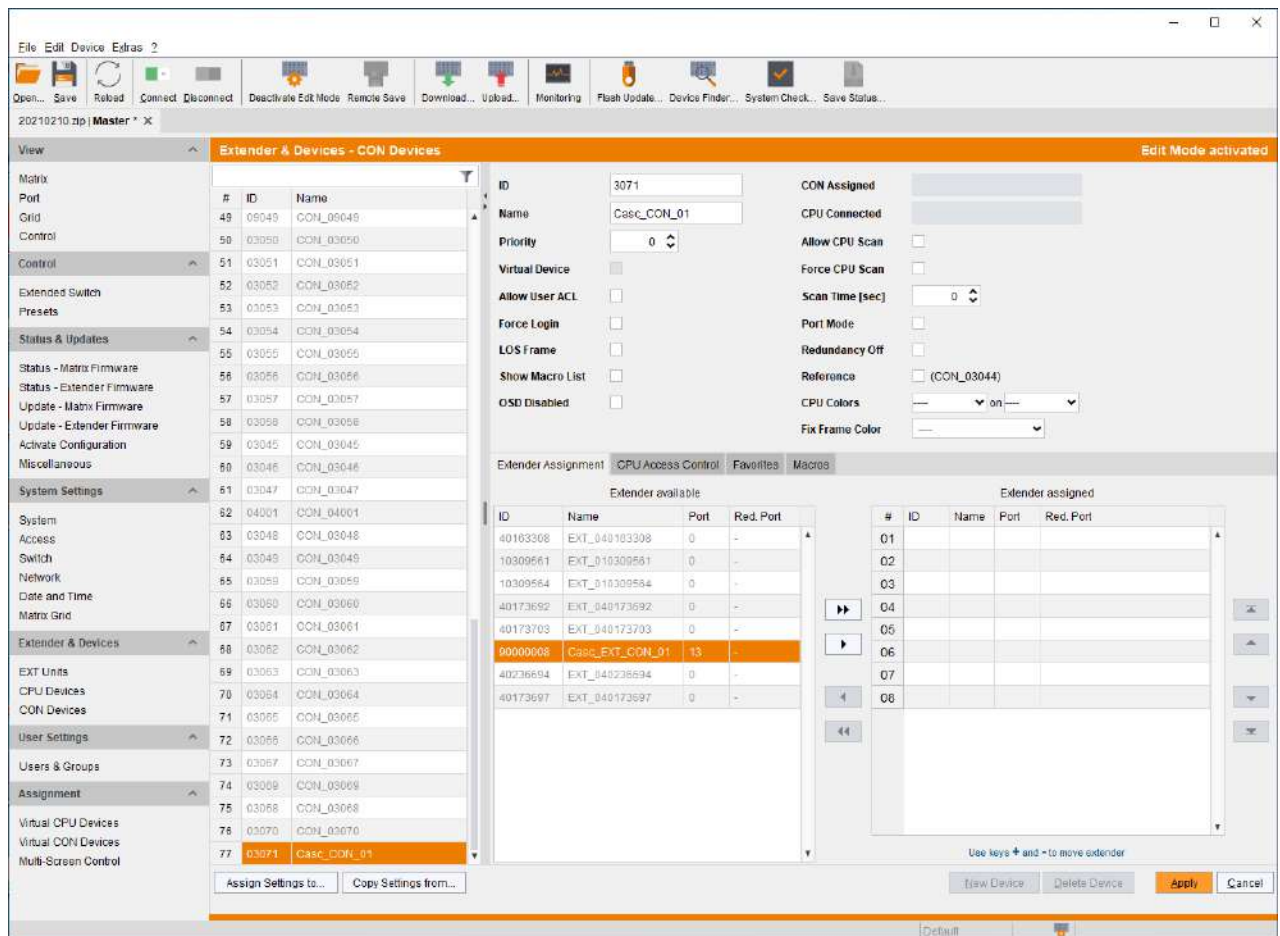 File Edit Device Extras ?
Open... Save Reload Connect Disconnect Deactivate Edit Mode Remote Save Download... Upload... Monitoring Flash Update... Device Finder... System Check... Save Status...
20210210.zip | Master * X
View
Matrix
Port
Grid
Control
Control
Extended Switch
Presets
Status & Updates
Status - Matrix Firmware
Status - Extender Firmware
Update - Matrix Firmware
Update - Extender Firmware
Activate Configuration
Miscellaneous
System Settings
System
Access
Switch
Network
Date and Time
Matrix Grid
Extender & Devices
EXT Units
CPU Devices
CON Devices
User Settings
Users & Groups
Assignment
Virtual CPU Devices
Virtual CON Devices
Multi-Screen Control
Extender & Devices - CON Devices Edit Mode activated
# ID Name
49 09049 CON_09049
50 03050 CON_03050
51 03051 CON_03051
52 03052 CON_03052
53 03053 CON_03053
54 03054 CON_03054
55 03055 CON_03055
56 03056 CON_03056
57 03057 CON_03057
58 03058 CON_03058
59 03045 CON_03045
60 03046 CON_03046
61 03047 CON_03047
62 04001 CON_04001
63 03048 CON_03048
64 03049 CON_03049
65 03059 CON_03059
66 03060 CON_03060
67 03061 CON_03061
68 03062 CON_03062
69 03063 CON_03063
70 03064 CON_03064
71 03065 CON_03065
72 03066 CON_03066
73 03067 CON_03067
74 03069 CON_03069
75 03068 CON_03068
76 03070 CON_03070
77 03071 Casc_CON_01
ID 3071
Name Casc_CON_01
Priority 0
Virtual Device
Allow User ACL
Force Login
LOS Frame
Show Macro List
OSD Disabled
CON Assigned
CPU Connected
Allow CPU Scan
Force CPU Scan
Scan Time [sec] 0
Port Mode
Redundancy Off
Reference (CON_03044)
CPU Colors ---- on ----
Fix Frame Color ----
Extender Assignment CPU Access Control Favorites Macros
Extender available
ID Name Port Red. Port
40163308 EXT_040163308 0 -
10309561 EXT_010309561 0 -
10309564 EXT_010309564 0 -
40173692 EXT_040173692 0 -
40173703 EXT_040173703 0 -
90000008 Casc_EXT_CON_01 13 -
40236694 EXT_040236694 0 -
40173697 EXT_040173697 0 -
Extender assigned
# ID Name Port Red. Port
01
02
03
04
05
06
07
08
Use keys + and - to move extender
Assign Settings to... Copy Settings from... New Device Delete Device Apply Cancel
Default